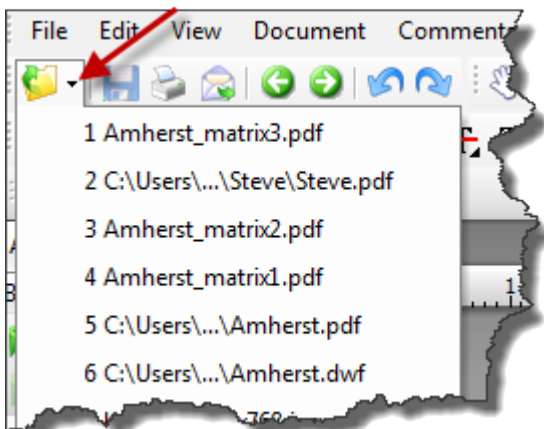 File Edit View Document Comment
1 Amherst_matrix3.pdf
2 C:\Users\...\Steve\Steve.pdf
3 Amherst_matrix2.pdf
4 Amherst_matrix1.pdf
5 C:\Users\...\Amherst.pdf
6 C:\Users\...\Amherst.dwf